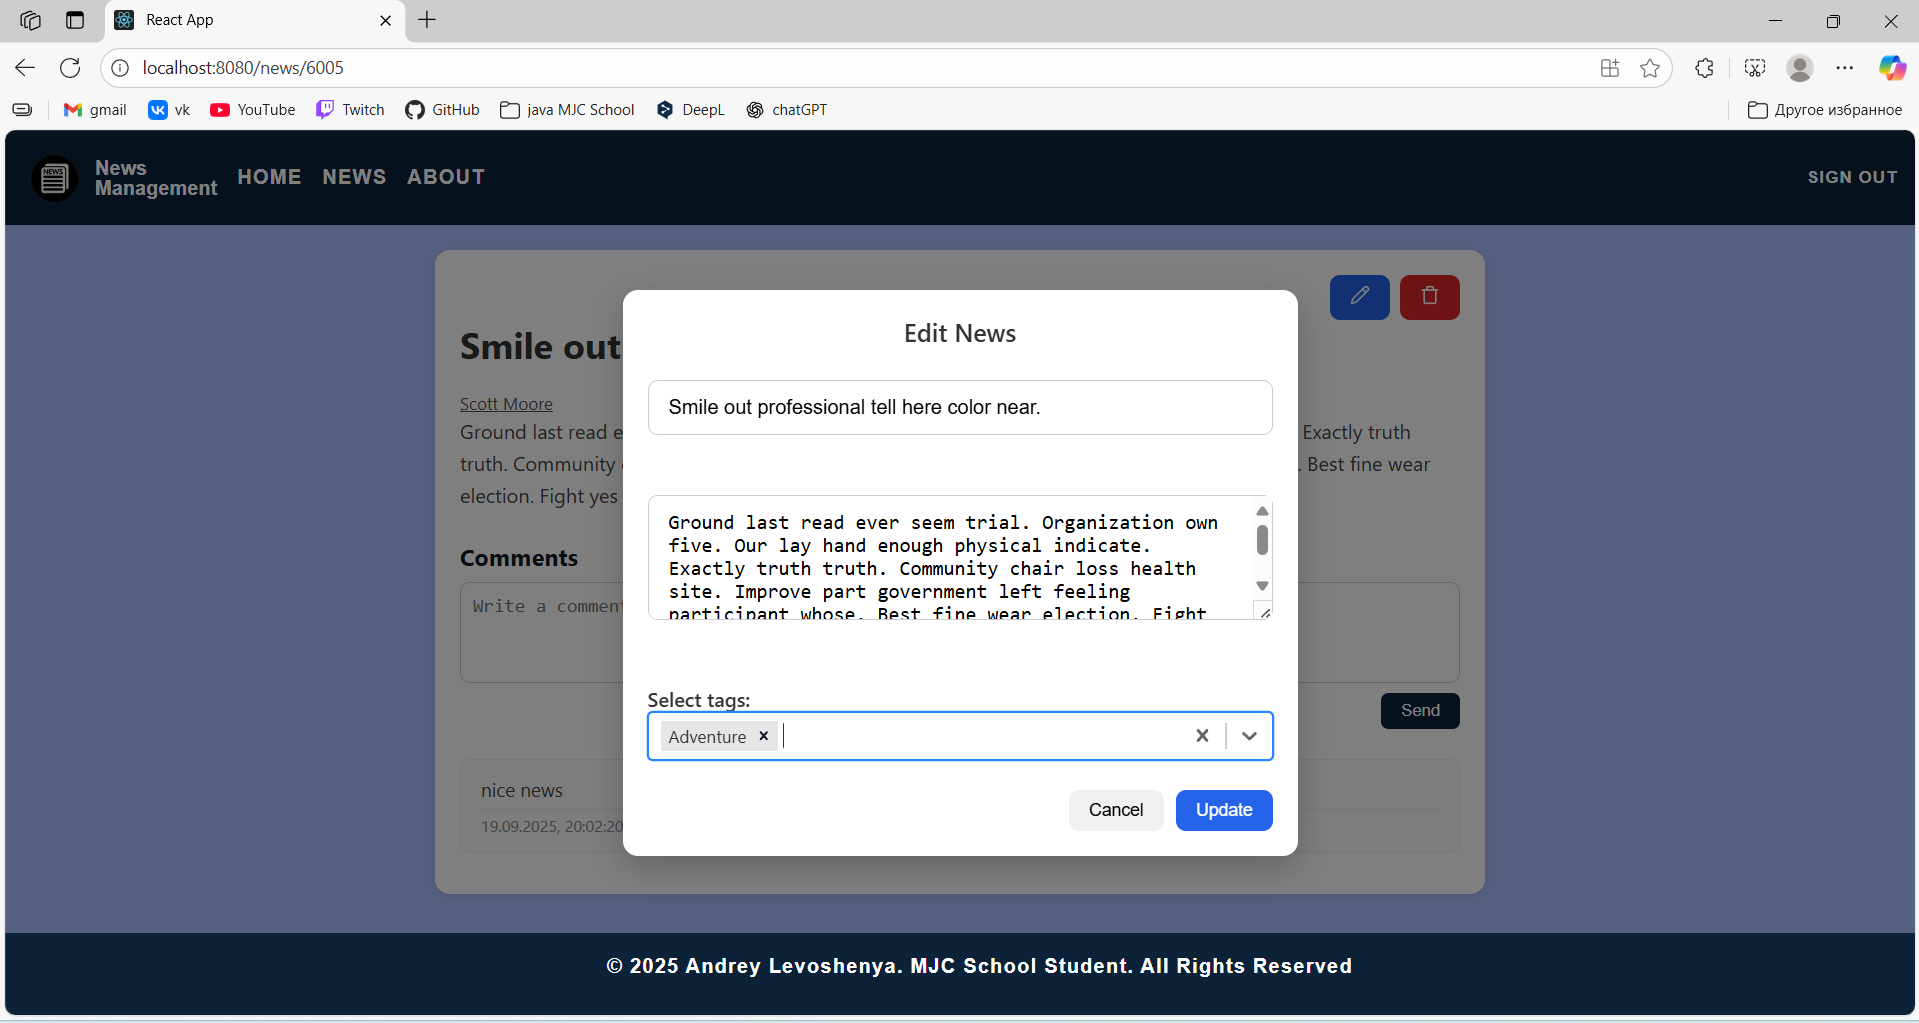 React App
localhost:8080/news/6005
gmail
vk
YouTube
Twitch
GitHub
java MJC School
DeepL
chatGPT
Другое избранное
NEWS
News
Management
HOME
NEWS
ABOUT
SIGN OUT
Smile out
Scott Moore
Ground last read e
Exactly truth
truth. Community
. Best fine wear
election. Fight yes
Comments
Write a comment
Send
nice news
19.09.2025, 20:02:20
Edit News
Smile out professional tell here color near.
Ground last read ever seem trial. Organization own
five. Our lay hand enough physical indicate.
Exactly truth truth. Community chair loss health
site. Improve part government left feeling
participant whose. Best fine wear election. Fight
Select tags:
Adventure
Cancel
Update
© 2025 Andrey Levoshenya. MJC School Student. All Rights Reserved